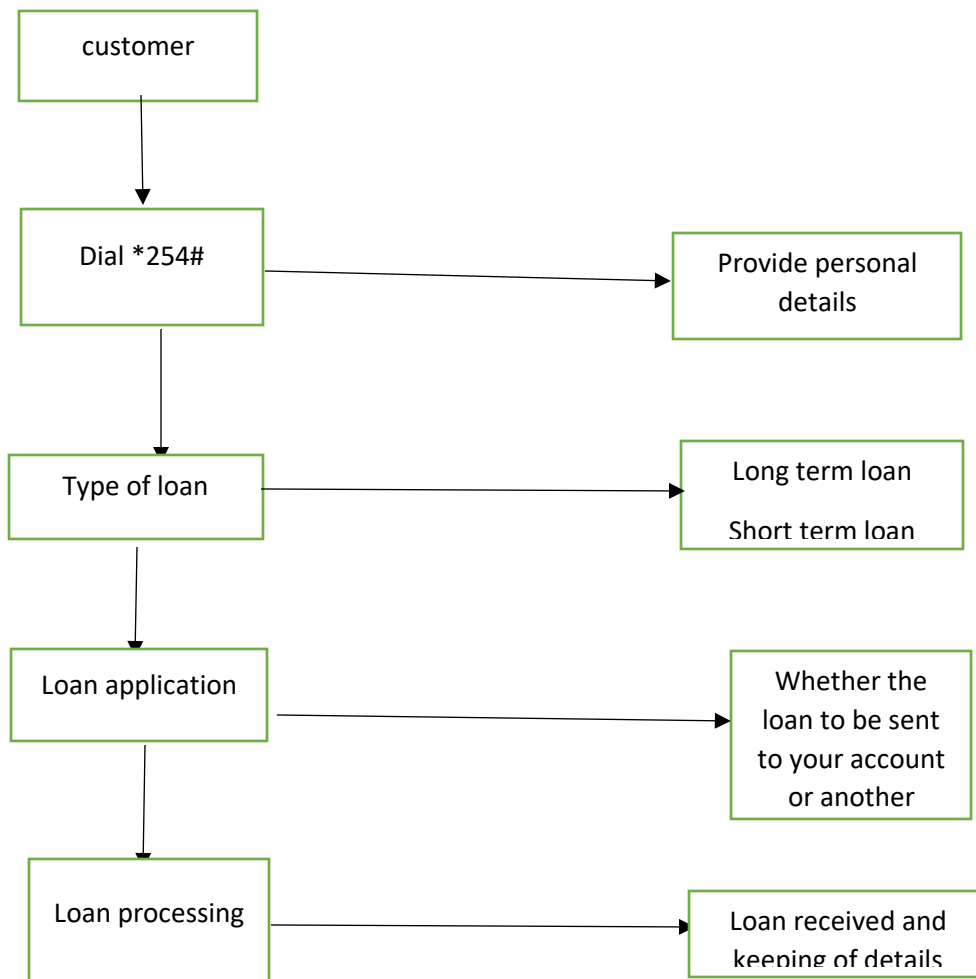 customer
Dial *254#
Provide personal
details
Type of loan
Long term loan
Short term loan
Loan application
Whether the
loan to be sent
to your account
or another
Loan processing
Loan received and
keeping of details